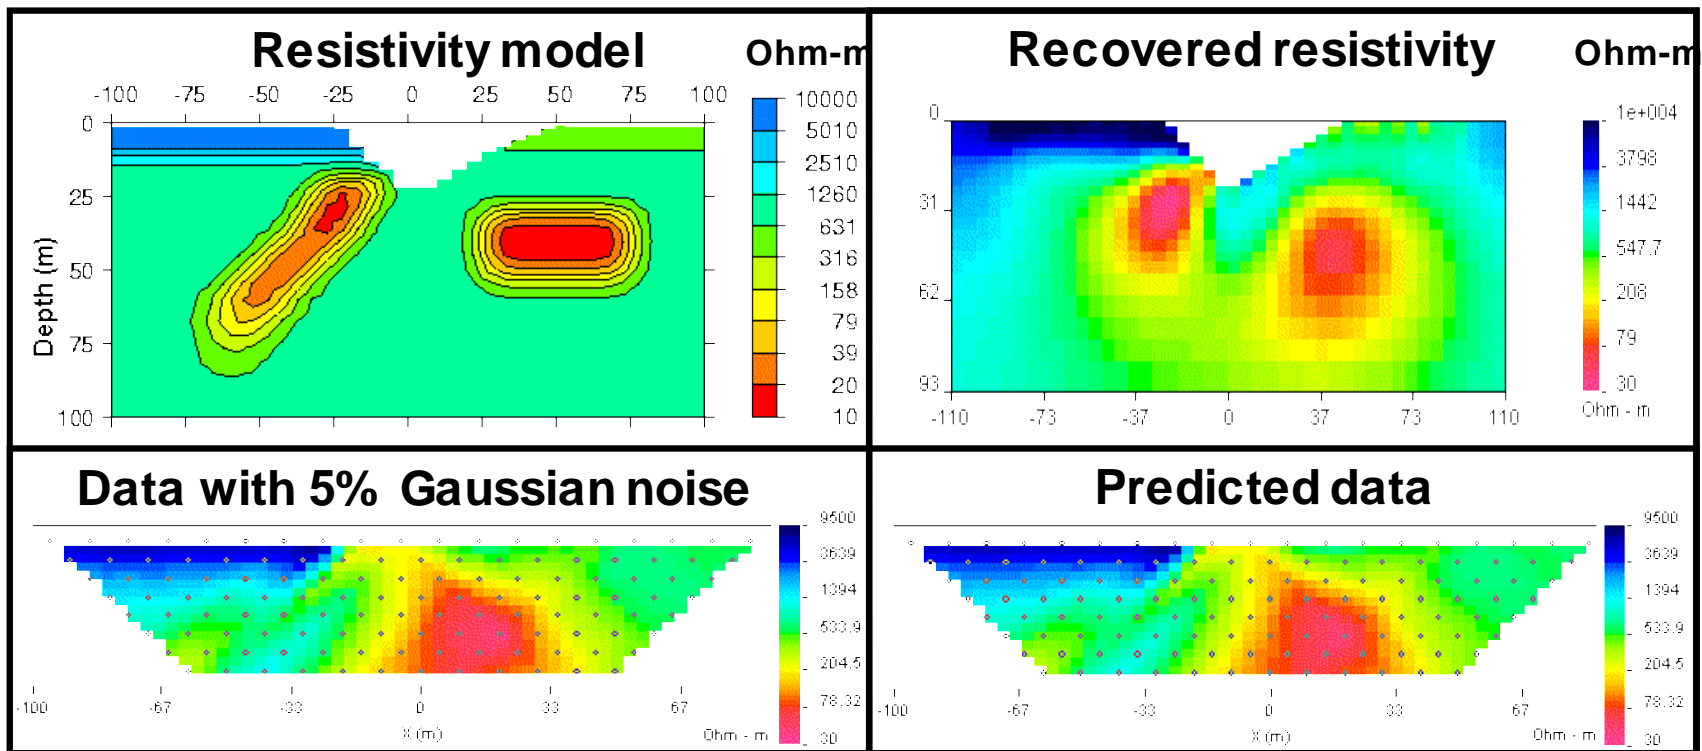 Resistivity model
Ohm-m
-100 -75 -50 -25 0 25 50 75 100
0
25
50
75
100
Depth (m)
10000
5010
2510
1260
631
316
158
79
39
20
10
Recovered resistivity
Ohm-m
0
31
62
93
-110 -73 -37 0 37 73 110
1e+004
3798
1442
547.7
208
79
30
Ohm - m
Data with 5% Gaussian noise
-100 -67 -33 0 33 67
X (m)
9500
3639
1394
533.9
204.5
78.32
30
Ohm - m
Predicted data
-100 -67 -33 0 33 67
X (m)
9500
3639
1394
533.9
204.5
78.32
30
Ohm - m